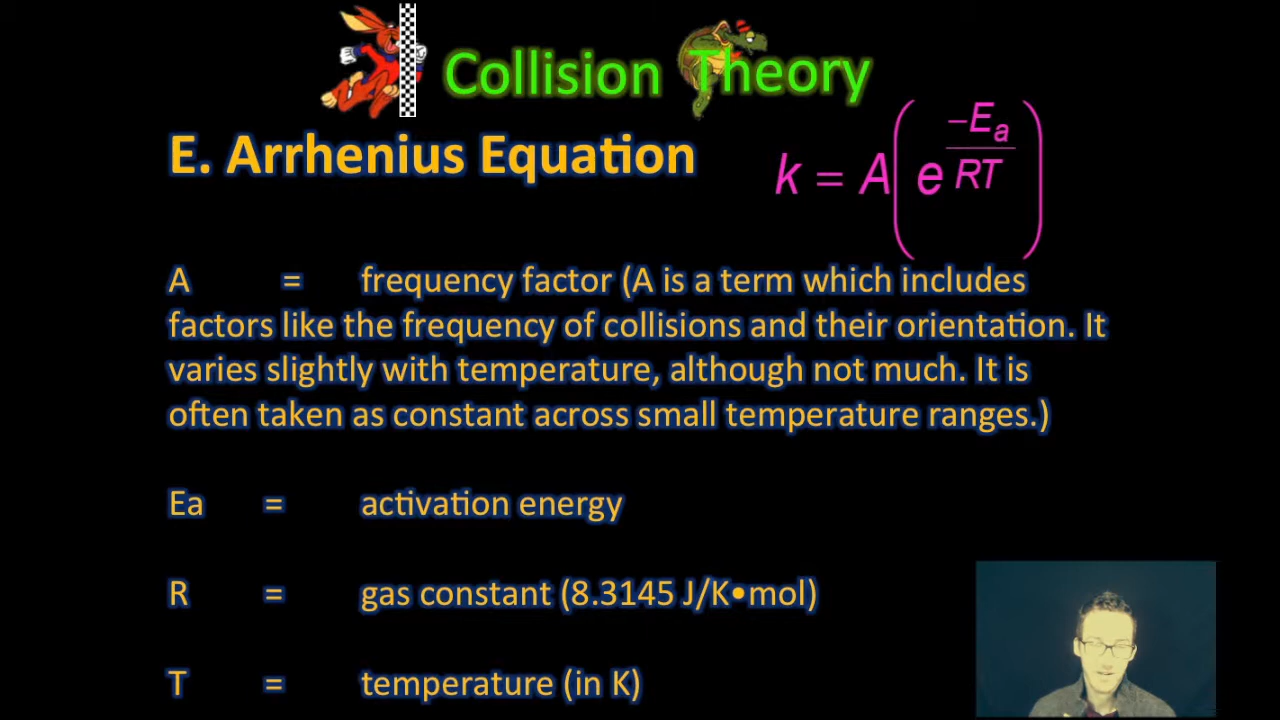 Collision Theory
E. Arrhenius Equation
k = A(e^(–Ea/RT))
A = frequency factor (A is a term which includes
factors like the frequency of collisions and their orientation. It
varies slightly with temperature, although not much. It is
often taken as constant across small temperature ranges.)
Ea = activation energy
R = gas constant (8.3145 J/K•mol)
T = temperature (in K)